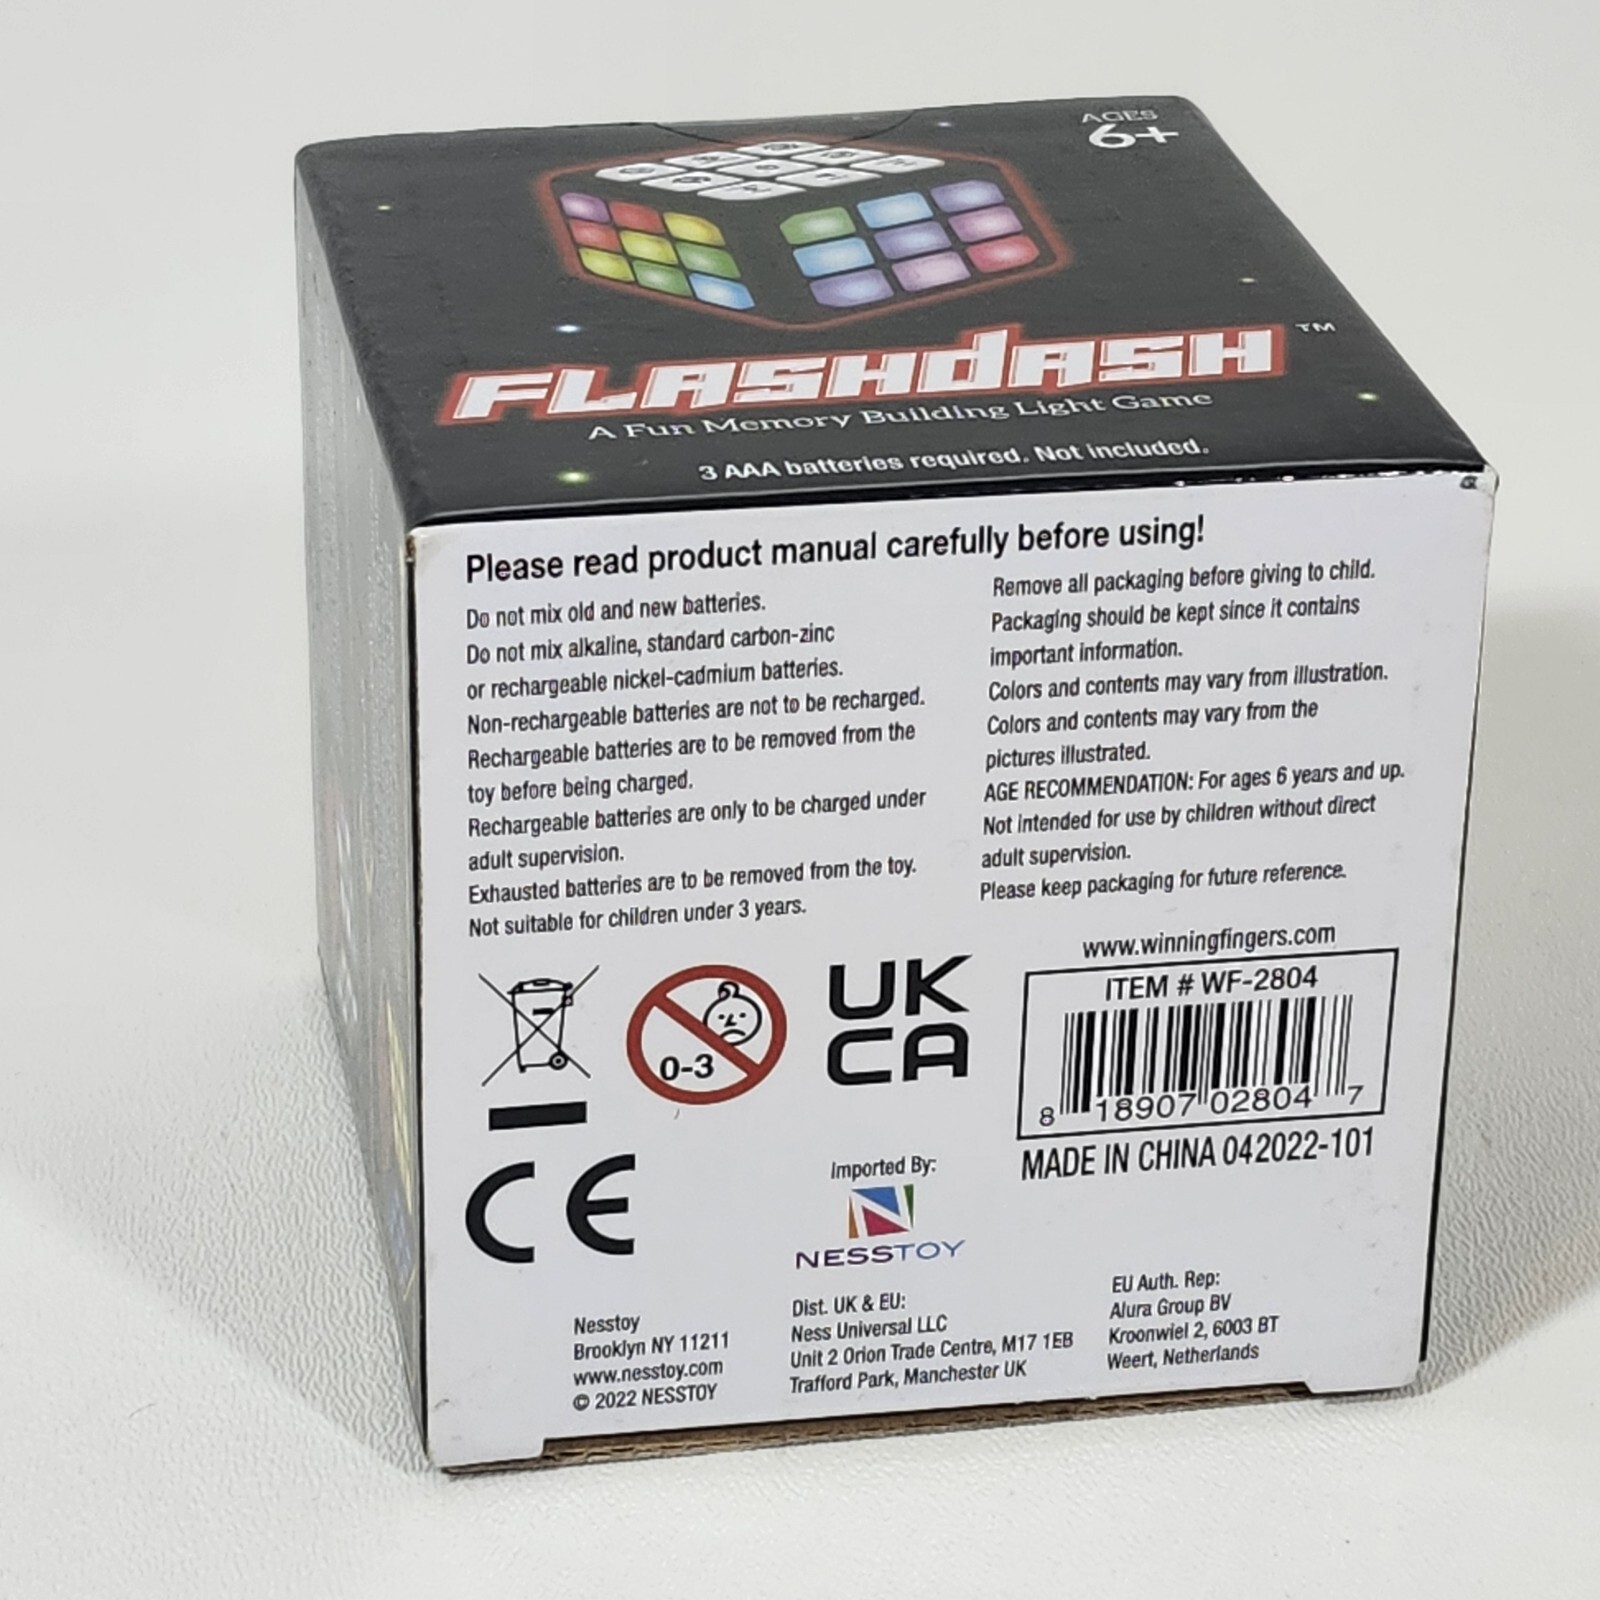 AGES
6+
FLASHDASH™
A Fun Memory Building Light Game
3 AAA batteries required. Not included.
Please read product manual carefully before using!
Do not mix old and new batteries.
Do not mix alkaline, standard carbon-zinc
or rechargeable nickel-cadmium batteries.
Non-rechargeable batteries are not to be recharged.
Rechargeable batteries are to be removed from the
toy before being charged.
Rechargeable batteries are only to be charged under
adult supervision.
Exhausted batteries are to be removed from the toy.
Not suitable for children under 3 years.
Remove all packaging before giving to child.
Packaging should be kept since it contains
important information.
Colors and contents may vary from illustration.
Colors and contents may vary from the
pictures illustrated.
AGE RECOMMENDATION: For ages 6 years and up.
Not intended for use by children without direct
adult supervision.
Please keep packaging for future reference.
www.winningfingers.com
ITEM # WF-2804
8 18907 02804 7
MADE IN CHINA 042022-101
0-3
UK
CA
CE
Imported By:
NESSTOY
Nesstoy
Brooklyn NY 11211
www.nesstoy.com
© 2022 NESSTOY
Dist. UK & EU:
Ness Universal LLC
Unit 2 Orion Trade Centre, M17 1EB
Trafford Park, Manchester UK
EU Auth. Rep:
Alura Group BV
Kroonwiel 2, 6003 BT
Weert, Netherlands